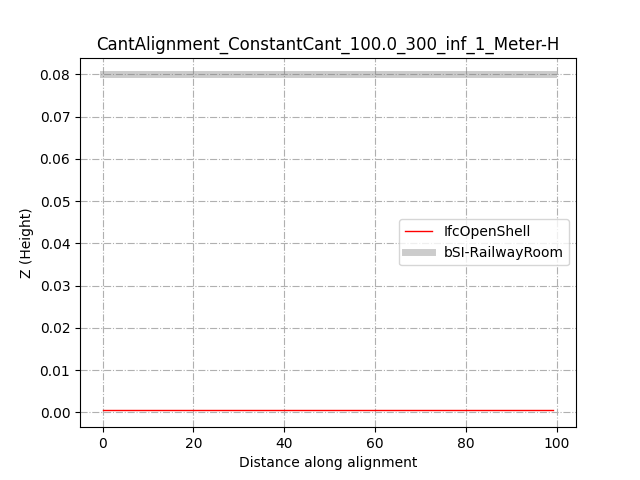 CantAlignment_ConstantCant_100.0_300_inf_1_Meter-H
0.08
0.07
0.06
0.05
0.04
0.03
0.02
0.01
0.00
Z (Height)
IfcOpenShell
bSI-RailwayRoom
0 20 40 60 80 100
Distance along alignment